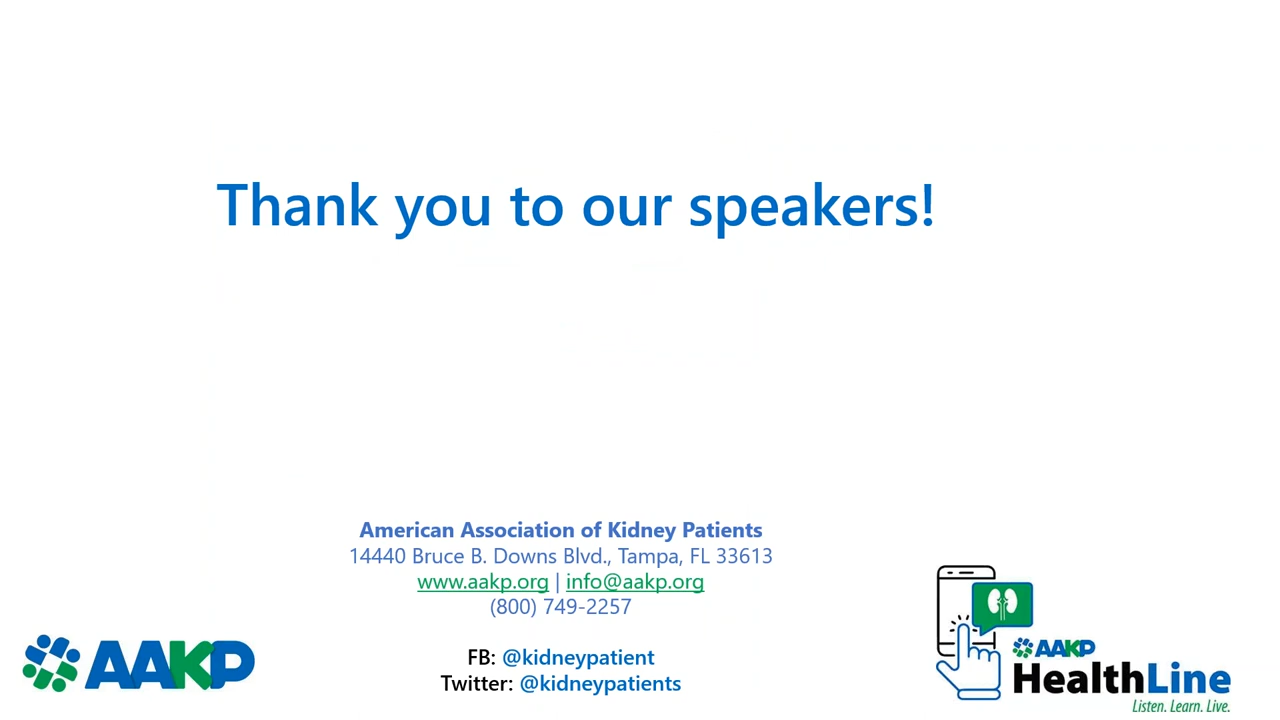 Thank you to our speakers!
American Association of Kidney Patients
14440 Bruce B. Downs Blvd., Tampa, FL 33613
www.aakp.org | info@aakp.org
(800) 749-2257
FB: @kidneypatient
Twitter: @kidneypatients
AAKP
AAKP
HealthLine
Listen. Learn. Live.